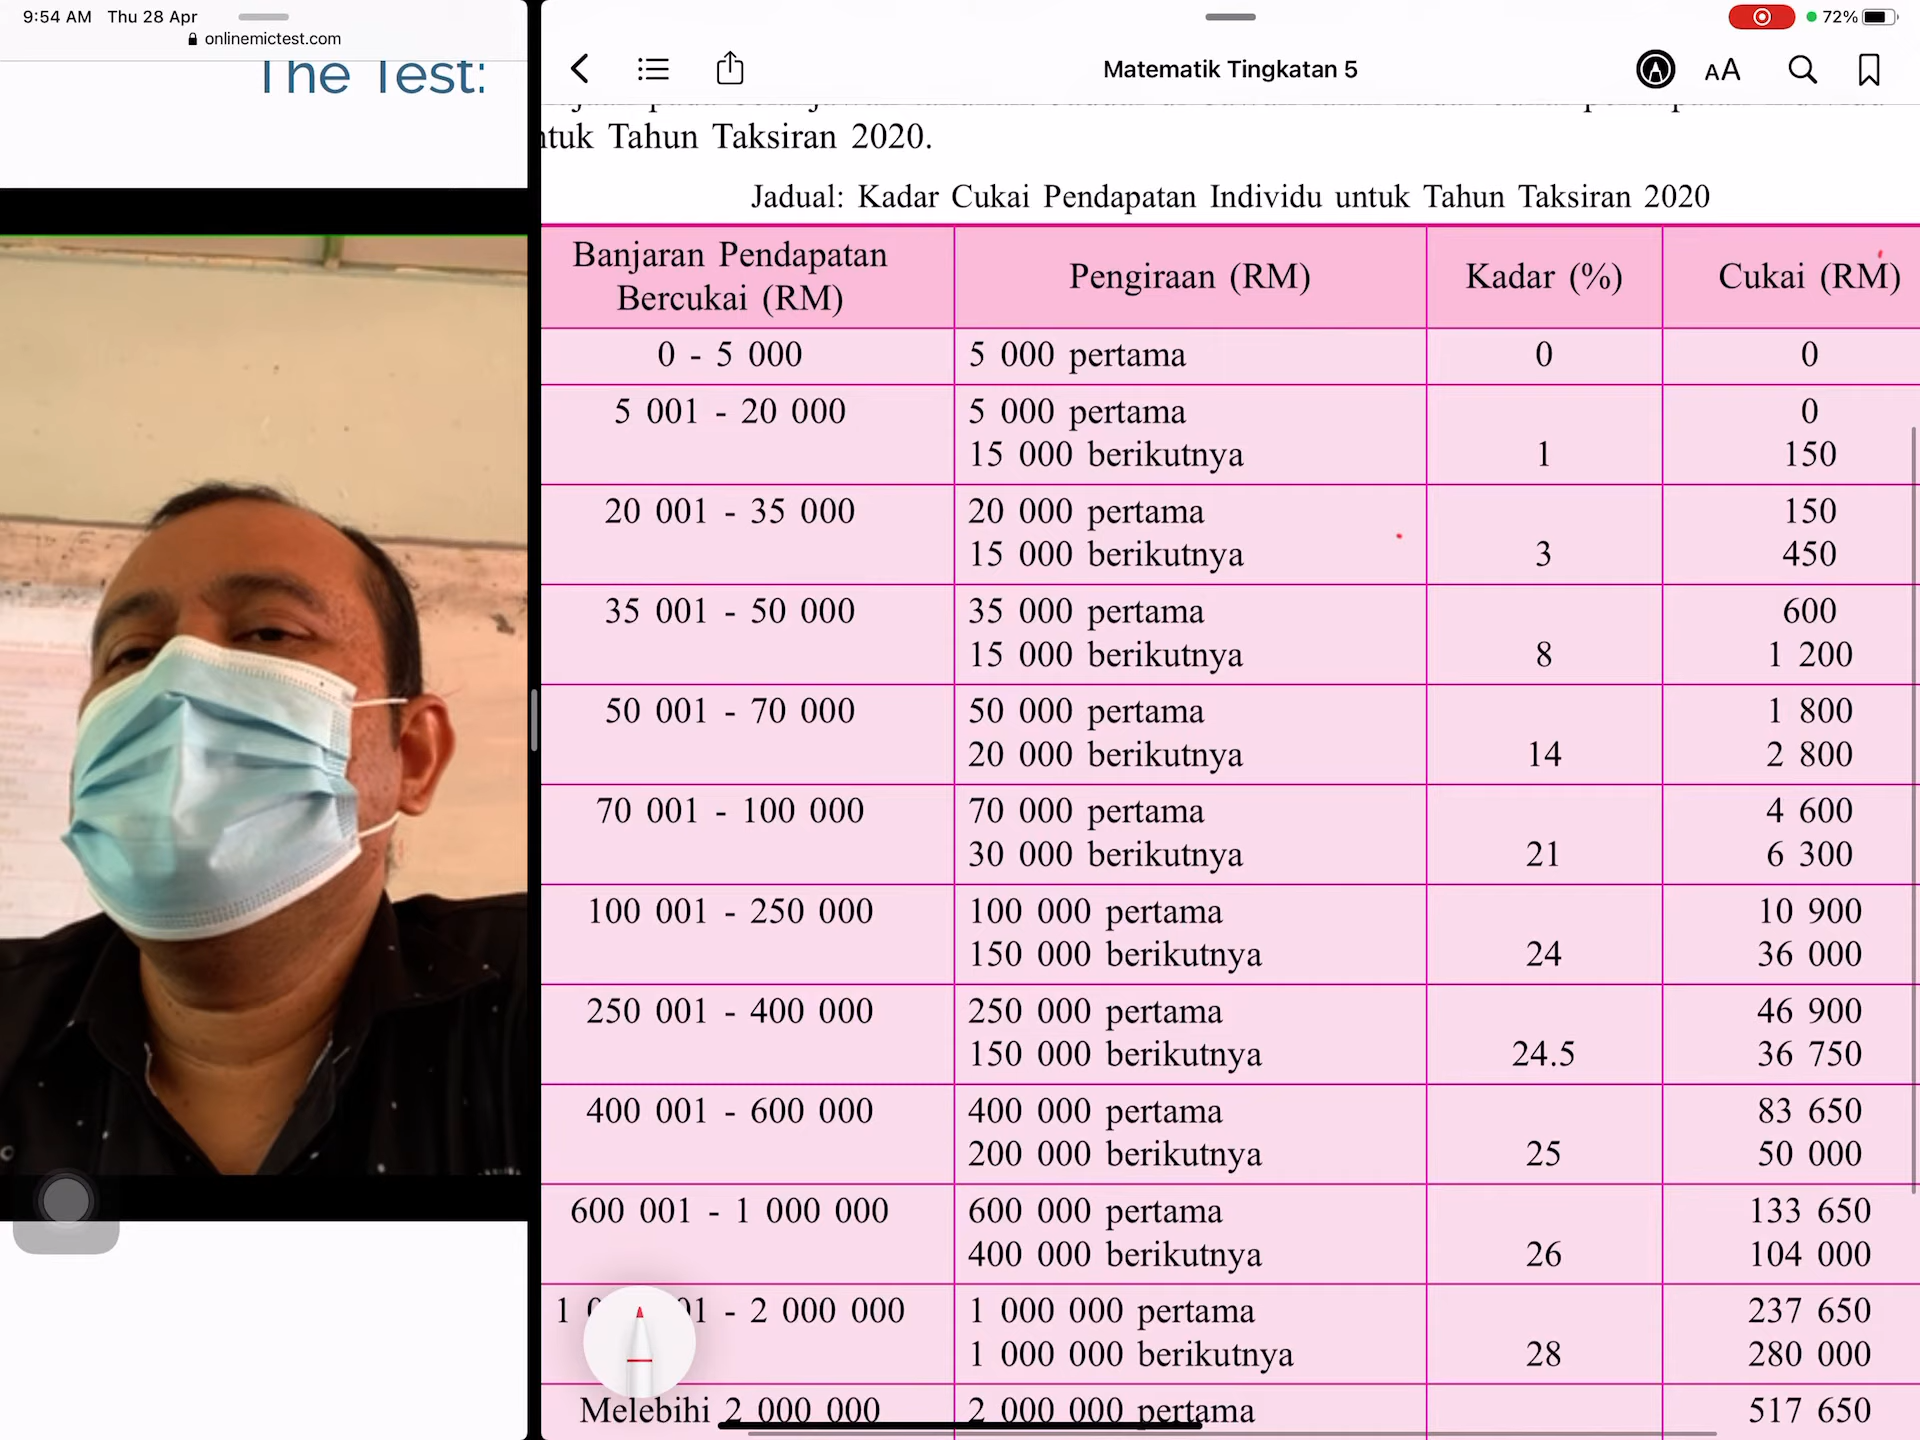 9:54 AM Thu 28 Apr
onlinemictest.com
The Test:
72%
Matematik Tingkatan 5
ntuk Tahun Taksiran 2020.
Jadual: Kadar Cukai Pendapatan Individu untuk Tahun Taksiran 2020
Banjaran Pendapatan Bercukai (RM) Pengiraan (RM) Kadar (%) Cukai (RM)
0 - 5 000 5 000 pertama 0 0
5 001 - 20 000 5 000 pertama 0
15 000 berikutnya 1 150
20 001 - 35 000 20 000 pertama 150
15 000 berikutnya 3 450
35 001 - 50 000 35 000 pertama 600
15 000 berikutnya 8 1 200
50 001 - 70 000 50 000 pertama 1 800
20 000 berikutnya 14 2 800
70 001 - 100 000 70 000 pertama 4 600
30 000 berikutnya 21 6 300
100 001 - 250 000 100 000 pertama 10 900
150 000 berikutnya 24 36 000
250 001 - 400 000 250 000 pertama 46 900
150 000 berikutnya 24.5 36 750
400 001 - 600 000 400 000 pertama 83 650
200 000 berikutnya 25 50 000
600 001 - 1 000 000 600 000 pertama 133 650
400 000 berikutnya 26 104 000
- 2 000 000 1 000 000 pertama 237 650
1 000 000 berikutnya 28 280 000
Melebihi 2 000 000 2 000 000 pertama 517 650